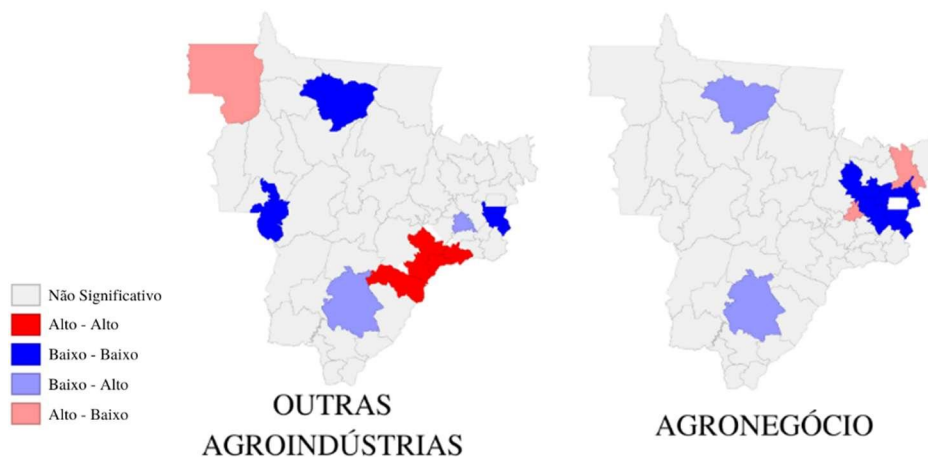 Não Significativo
Alto - Alto
Baixo - Baixo
Baixo - Alto
Alto - Baixo
OUTRAS
AGROINDÚSTRIAS
AGRONEGÓCIO